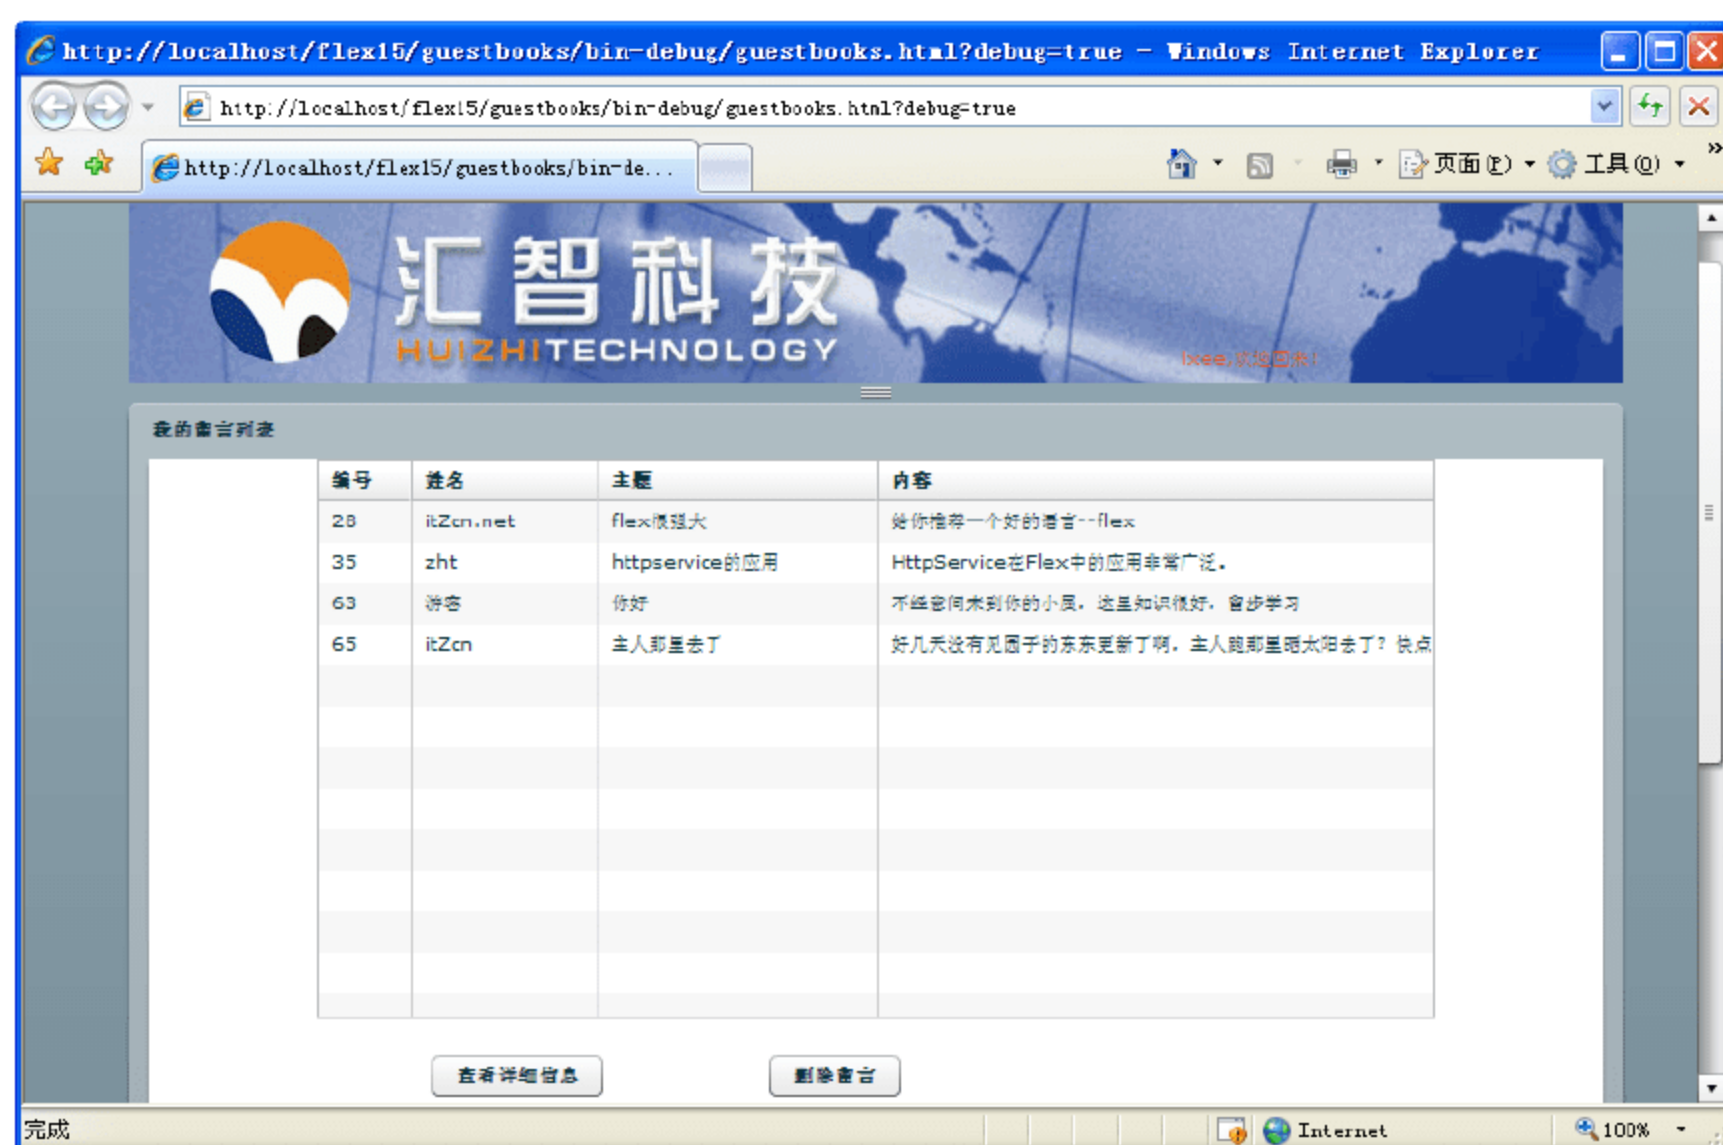 http://localhost/flex15/guestbooks/bin-debug/guestbooks.html?debug=true - Windows Internet Explorer
http://localhost/flex15/guestbooks/bin-debug/guestbooks.html?debug=true
http://localhost/flex15/guestbooks/bin-de... 页面(P) 工具(O) »
汇智科技
HUIZHITECHNOLOGY
lxee,欢迎回来!
我的留言列表
编号 姓名 主题 内容
28 itZcn.net flex很强大 给你推荐一个好的语言--flex
35 zht httpservice的应用 HttpService在Flex中的应用非常广泛。
63 游客 你好 不经意间来到你的小屋，这里知识很好，留步学习
65 itZcn 主人那里去了 好几天没有见园子的东东更新了啊，主人跑那里晒太阳去了？快点
查看详细信息 删除留言
完成 Internet 100%